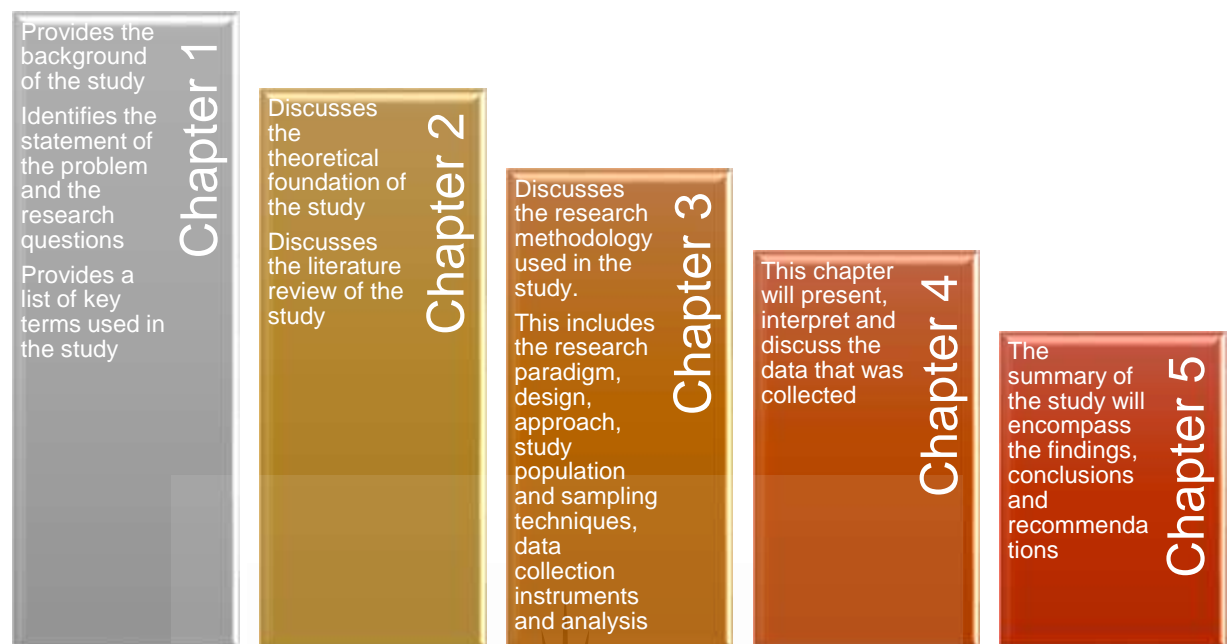 Chapter 1
Provides the
background
of the study
Identifies the
statement of
the problem
and the
research
questions
Provides a
list of key
terms used in
the study
Chapter 2
Discusses
the
theoretical
foundation of
the study
Discusses
the literature
review of the
study
Chapter 3
Discusses
the research
methodology
used in the
study.
This includes
the research
paradigm,
design,
approach,
study
population
and sampling
techniques,
data
collection
instruments
and analysis
Chapter 4
This chapter
will present,
interpret and
discuss the
data that was
collected
Chapter 5
The
summary of
the study will
encompass
the findings,
conclusions
and
recommenda
tions